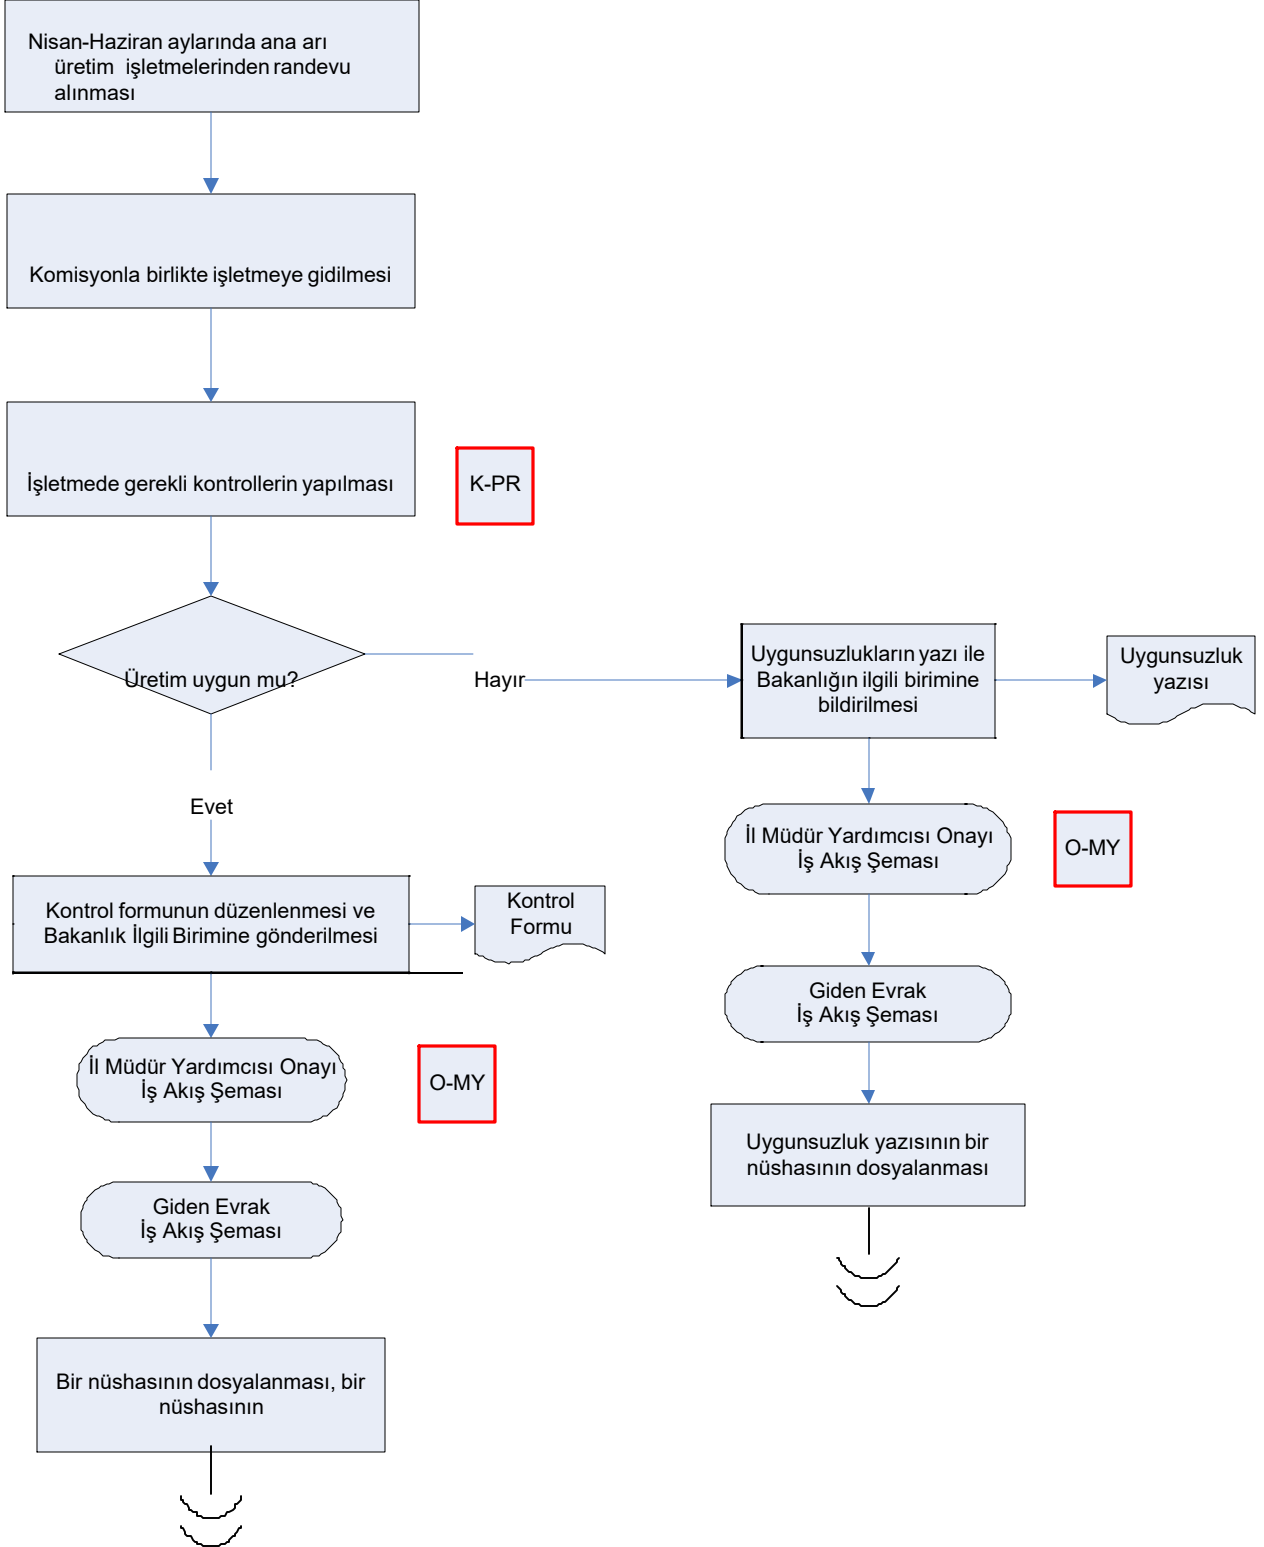 Nisan-Haziran aylarında ana arı
üretim işletmelerinden randevu
alınması
Komisyonla birlikte işletmeye gidilmesi
İşletmede gerekli kontrollerin yapılması
K-PR
Üretim uygun mu?
Hayır
Uygunsuzlukların yazı ile
Bakanlığın ilgili birimine
bildirilmesi
Uygunsuzluk
yazısı
Evet
İl Müdür Yardımcısı Onayı
İş Akış Şeması
O-MY
Kontrol formunun düzenlenmesi ve
Bakanlık İlgili Birimine gönderilmesi
Kontrol
Formu
Giden Evrak
İş Akış Şeması
İl Müdür Yardımcısı Onayı
İş Akış Şeması
O-MY
Uygunsuzluk yazısının bir
nüshasının dosyalanması
Giden Evrak
İş Akış Şeması
Bir nüshasının dosyalanması, bir
nüshasının